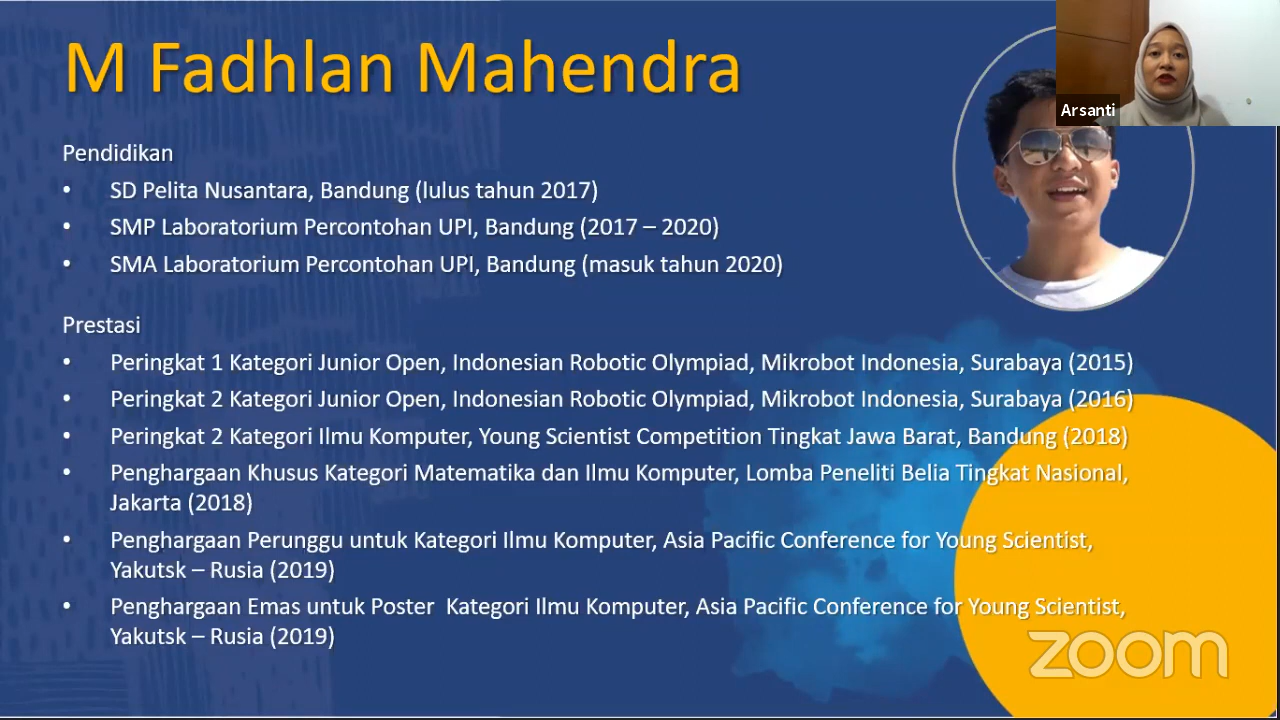 M Fadhlan Mahendra
Arsanti
Pendidikan
• SD Pelita Nusantara, Bandung (lulus tahun 2017)
• SMP Laboratorium Percontohan UPI, Bandung (2017 – 2020)
• SMA Laboratorium Percontohan UPI, Bandung (masuk tahun 2020)
Prestasi
• Peringkat 1 Kategori Junior Open, Indonesian Robotic Olympiad, Mikrobot Indonesia, Surabaya (2015)
• Peringkat 2 Kategori Junior Open, Indonesian Robotic Olympiad, Mikrobot Indonesia, Surabaya (2016)
• Peringkat 2 Kategori Ilmu Komputer, Young Scientist Competition Tingkat Jawa Barat, Bandung (2018)
• Penghargaan Khusus Kategori Matematika dan Ilmu Komputer, Lomba Peneliti Belia Tingkat Nasional,
Jakarta (2018)
• Penghargaan Perunggu untuk Kategori Ilmu Komputer, Asia Pacific Conference for Young Scientist,
Yakutsk – Rusia (2019)
• Penghargaan Emas untuk Poster Kategori Ilmu Komputer, Asia Pacific Conference for Young Scientist,
Yakutsk – Rusia (2019)
zoom